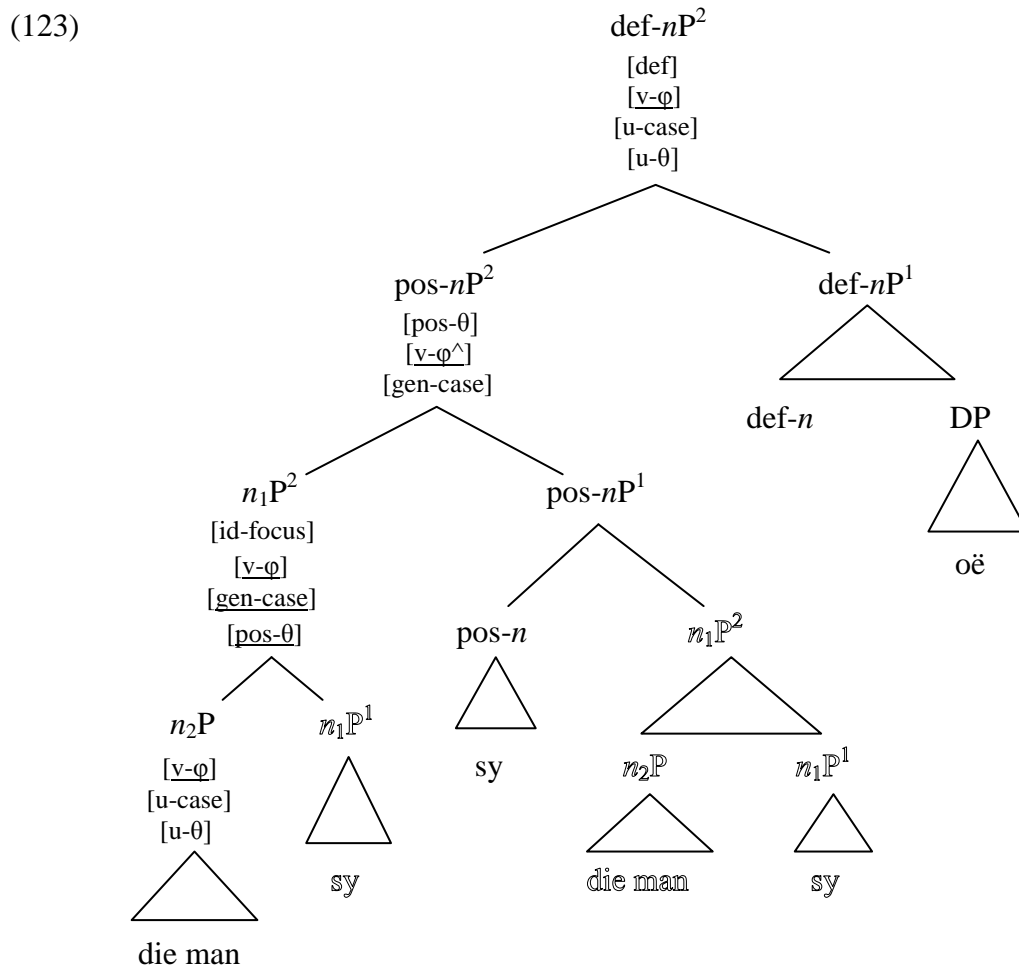 (123)
def-nP²
[def]
[v-φ]
[u-case]
[u-θ]
pos-nP² def-nP¹
[pos-θ]
[v-φ^]
[gen-case]
def-n DP
n₁P² pos-nP¹
[id-focus]
[v-φ]
[gen-case]
[pos-θ]
oë
pos-n n₁ℙ²
n₂P n₁ℙ¹
[v-φ]
[u-case]
[u-θ]
sy n₂ℙ n₁ℙ¹
sy die man sy
die man